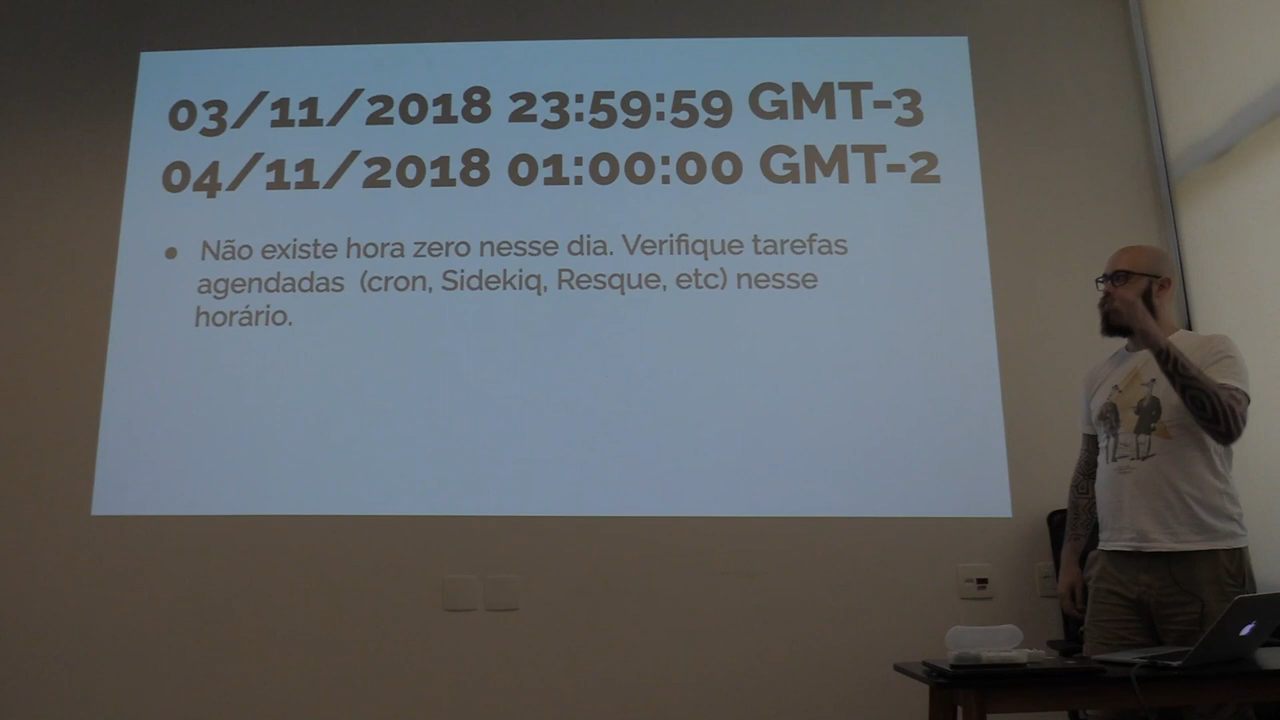 03/11/2018 23:59:59 GMT-3
04/11/2018 01:00:00 GMT-2
● Não existe hora zero nesse dia. Verifique tarefas
agendadas (cron, Sidekiq, Resque, etc) nesse
horário.